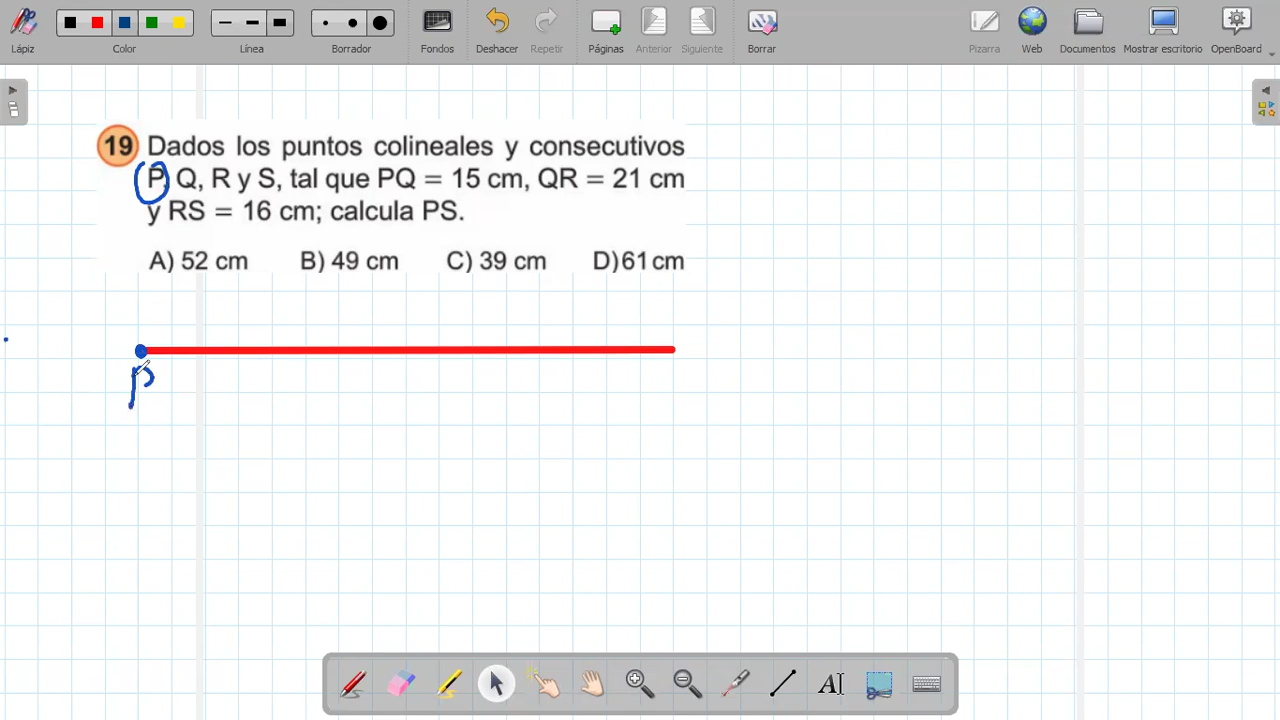 Lápiz Color Línea Borrador Fondos Deshacer Repetir Páginas Anterior Siguiente Borrar Pizarra Web Documentos Mostrar escritorio OpenBoard
19 Dados los puntos colineales y consecutivos
P, Q, R y S, tal que PQ = 15 cm, QR = 21 cm
y RS = 16 cm; calcula PS.
A) 52 cm B) 49 cm C) 39 cm D) 61 cm
P